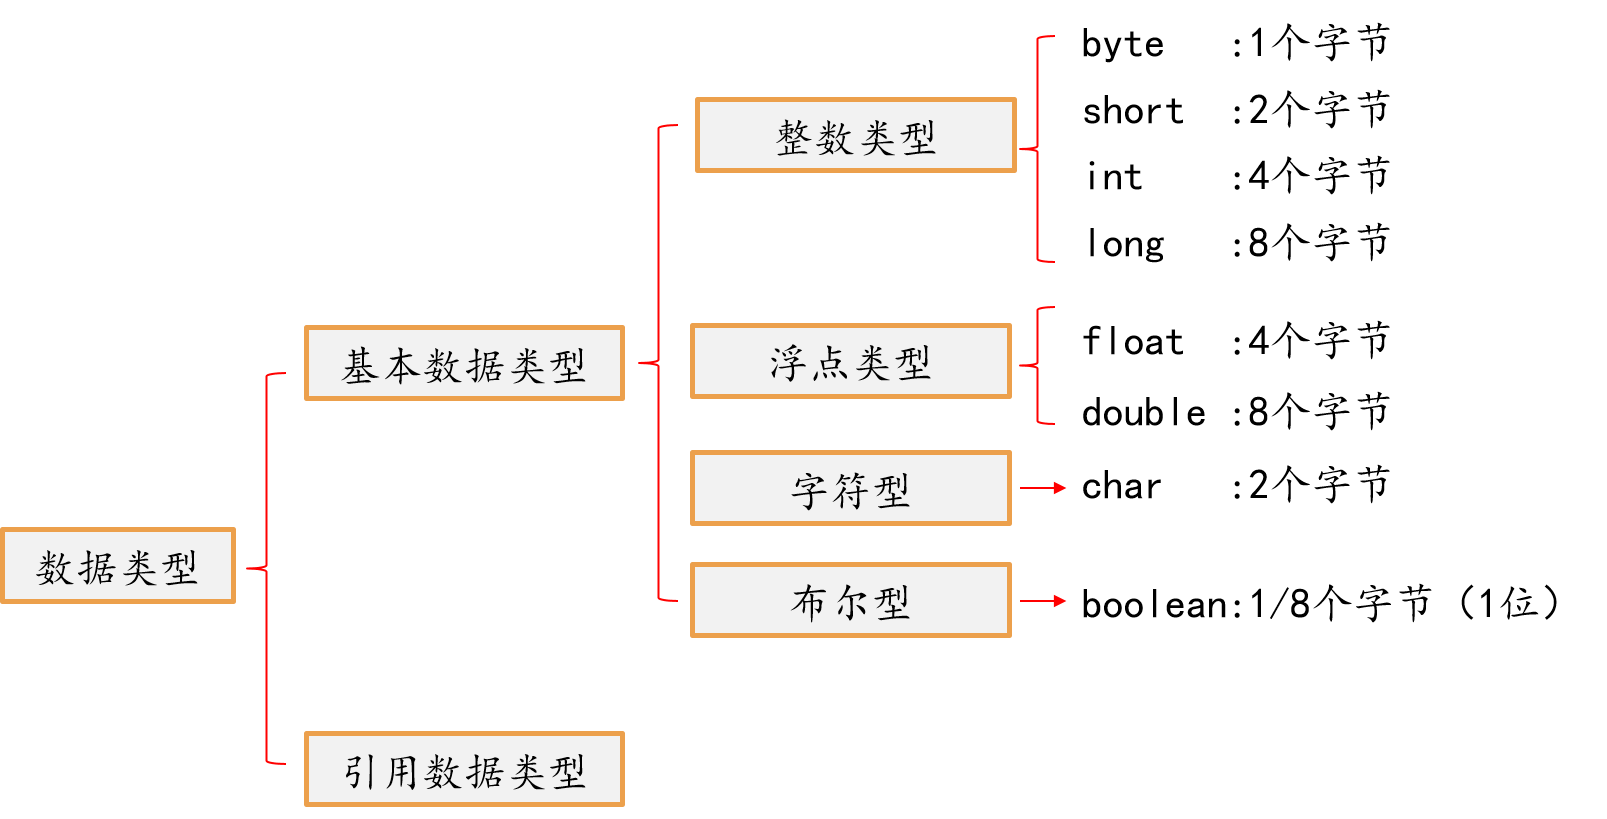 byte :1个字节
short :2个字节
整数类型
int :4个字节
long :8个字节
float :4个字节
浮点类型
基本数据类型
double :8个字节
字符型
char :2个字节
数据类型
布尔型
boolean:1/8个字节（1位）
引用数据类型